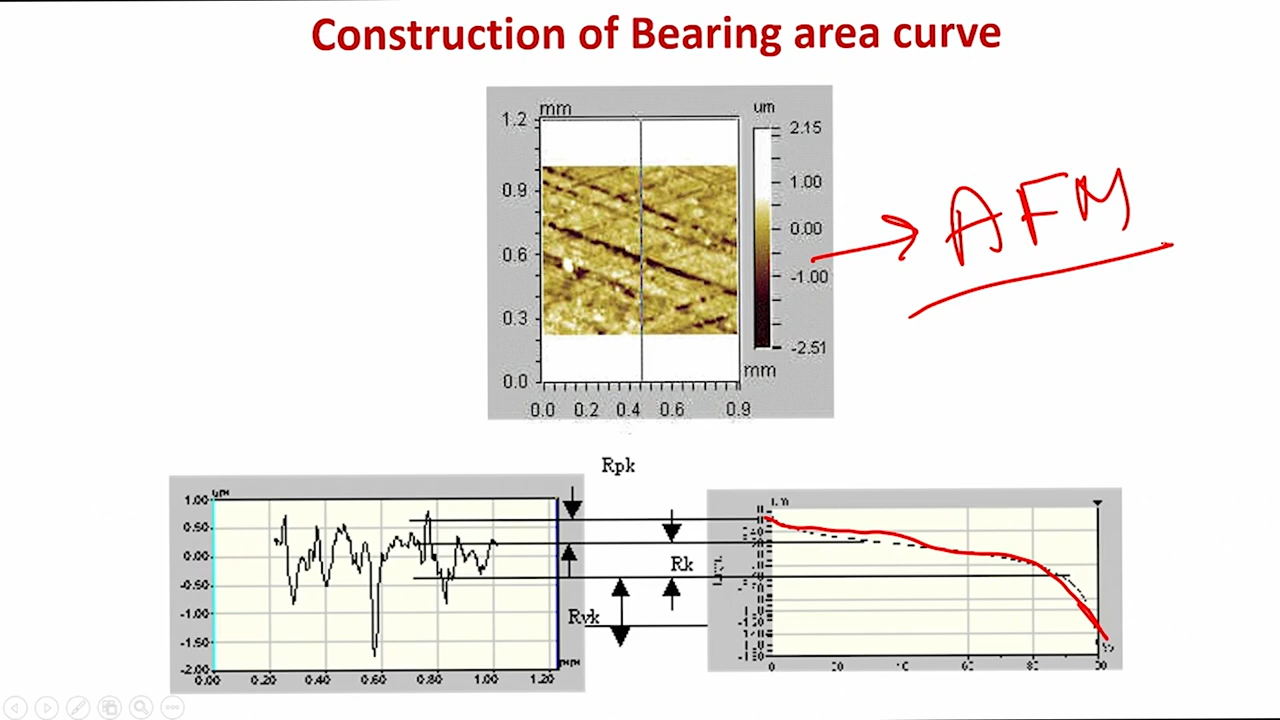 Construction of Bearing area curve
mm
um
1.2
0.9
0.6
0.3
0.0
0.0 0.2 0.4 0.6 0.9
mm
2.15
1.00
0.00
-1.00
-2.51
AFM
Rpk
Rk
Rvk
1.00
0.50
0.00
-0.50
-1.00
-1.50
-2.00
0.00 0.20 0.40 0.60 0.80 1.00 1.20
0 60